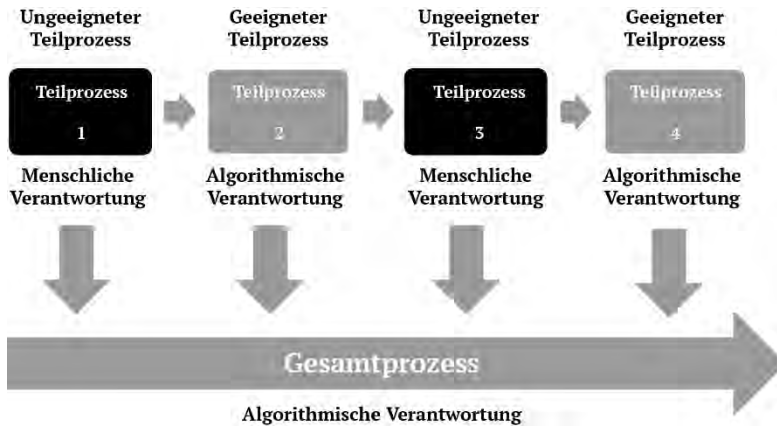 Ungeeigneter
Teilprozess
Geeigneter
Teilprozess
Ungeeigneter
Teilprozess
Geeigneter
Teilprozess
Teilprozess
1
Teilprozess
2
Teilprozess
3
Teilprozess
4
Menschliche
Verantwortung
Algorithmische
Verantwortung
Menschliche
Verantwortung
Algorithmische
Verantwortung
Gesamtprozess
Algorithmische Verantwortung